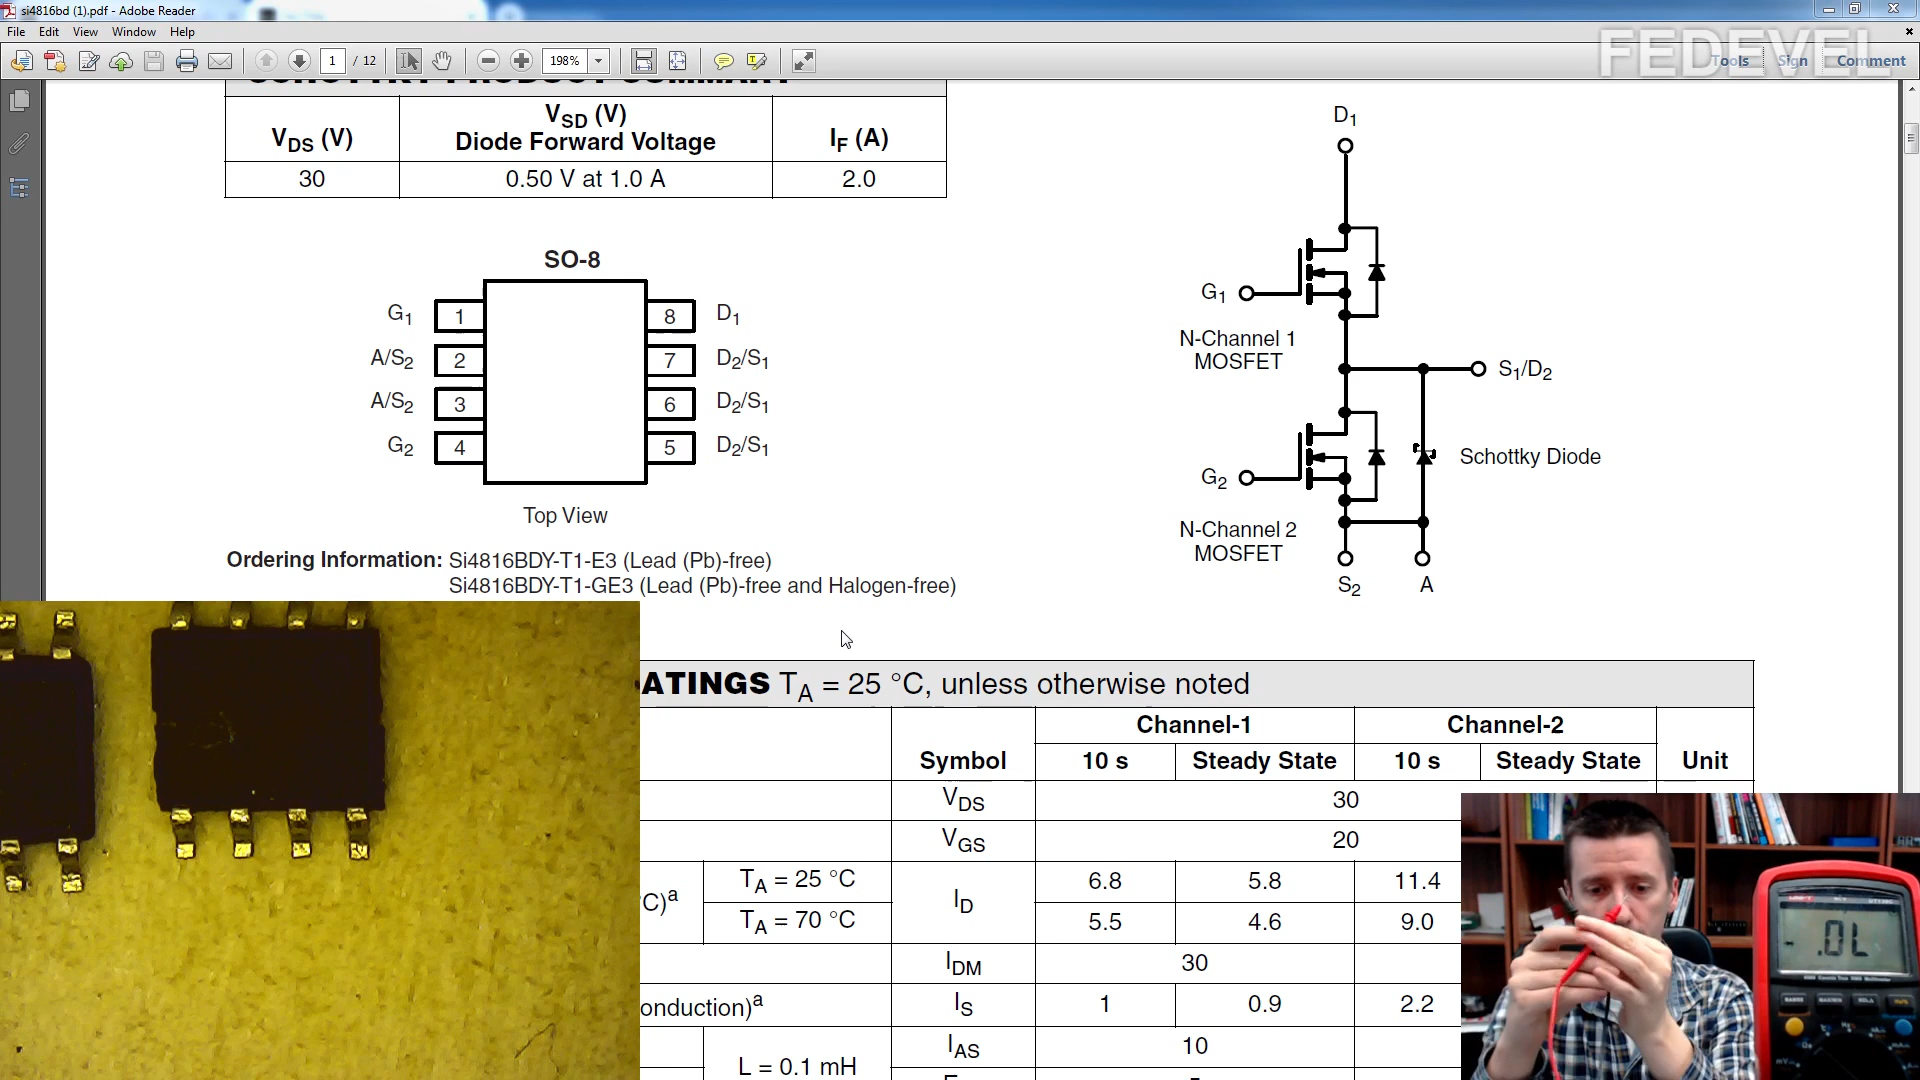 si4816bd (1).pdf - Adobe Reader
File Edit View Window Help
1 / 12 198% Tools Sign Comment
FEDEVEL
SCHOTTKY PRODUCT SUMMARY
VDS (V) VSD (V) Diode Forward Voltage IF (A)
30 0.50 V at 1.0 A 2.0
SO-8
G1 1 8 D1
A/S2 2 7 D2/S1
A/S2 3 6 D2/S1
G2 4 5 D2/S1
Top View
Ordering Information: Si4816BDY-T1-E3 (Lead (Pb)-free)
Si4816BDY-T1-GE3 (Lead (Pb)-free and Halogen-free)
D1
G1
N-Channel 1
MOSFET
S1/D2
Schottky Diode
G2
N-Channel 2
MOSFET
S2 A
ATINGS TA = 25 °C, unless otherwise noted
Symbol Channel-1 Channel-2 Unit
10 s Steady State 10 s Steady State
VDS 30
VGS 20
C)a TA = 25 °C ID 6.8 5.8 11.4
TA = 70 °C 5.5 4.6 9.0
IDM 30
onduction)a IS 1 0.9 2.2
L = 0.1 mH IAS 10
.0L